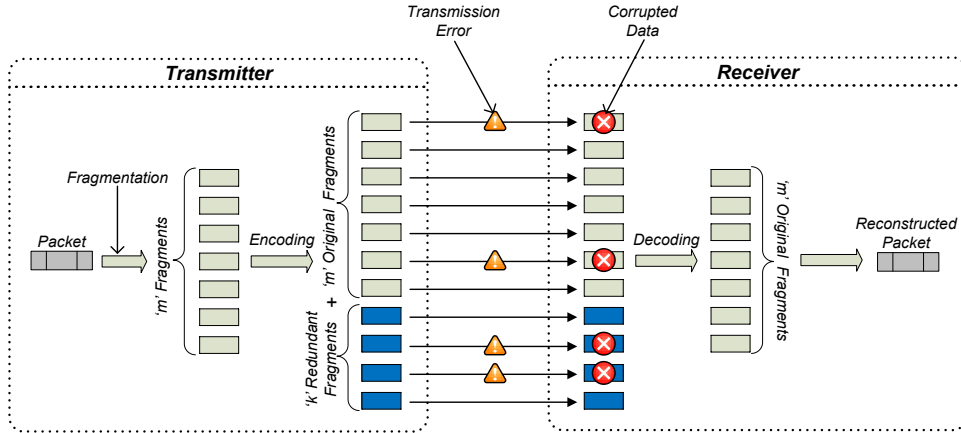 Transmission
Error
Corrupted
Data
Transmitter
Receiver
Fragmentation
Packet
'm' Fragments
Encoding
'm' Original Fragments
+
'k' Redundant
Fragments
Decoding
'm' Original Fragments
Reconstructed
Packet